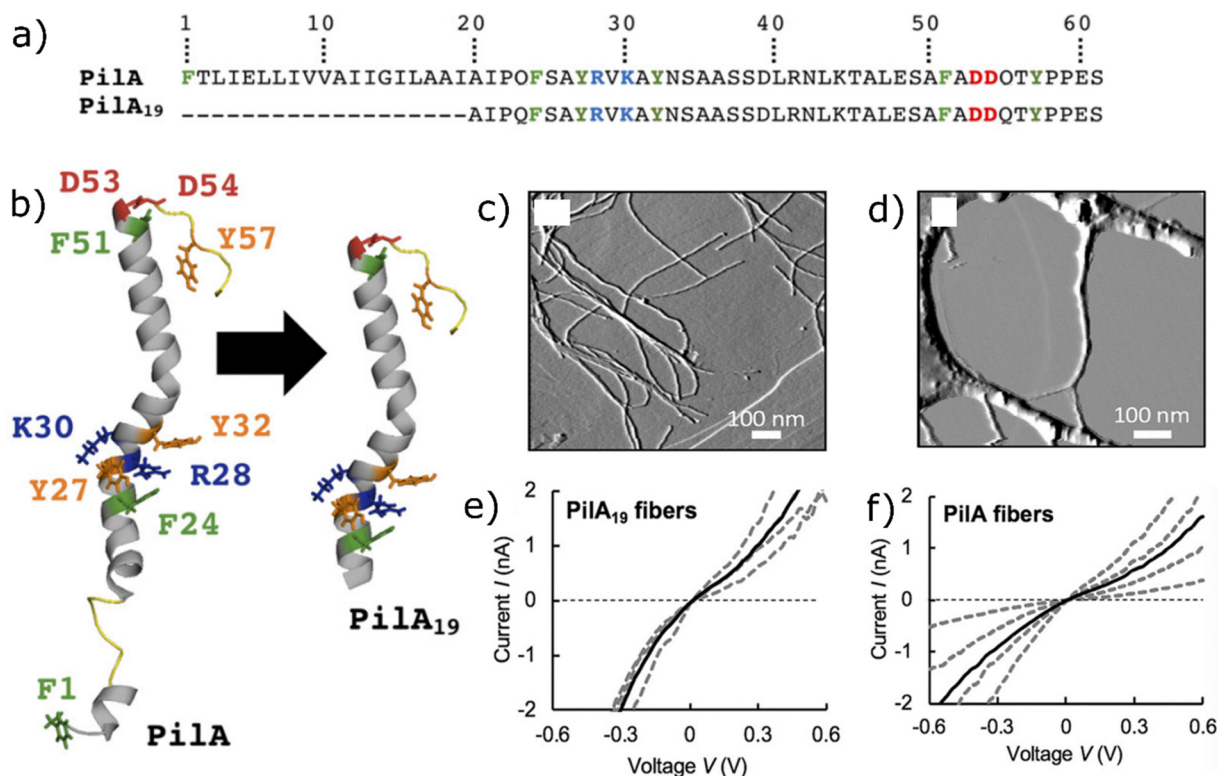 a)
1 10 20 30 40 50 60
PilA FTLIELLIVVAIIGILAAIAIPQFSAYRVKAYNSAASSDLRNLKTALESAFADDQTYPPES
PilA19 -------------------AIPQFSAYRVKAYNSAASSDLRNLKTALESAFADDQTYPPES
b)
D53 D54
F51 Y57
K30 Y32
Y27 R28
F24
F1
PilA
PilA19
c)
100 nm
d)
100 nm
e) PilA19 fibers
Current I (nA)
2
1
0
-1
-2
-0.6 -0.3 0 0.3 0.6
Voltage V (V)
f) PilA fibers
Current I (nA)
2
1
0
-1
-2
-0.6 -0.3 0 0.3 0.6
Voltage V (V)